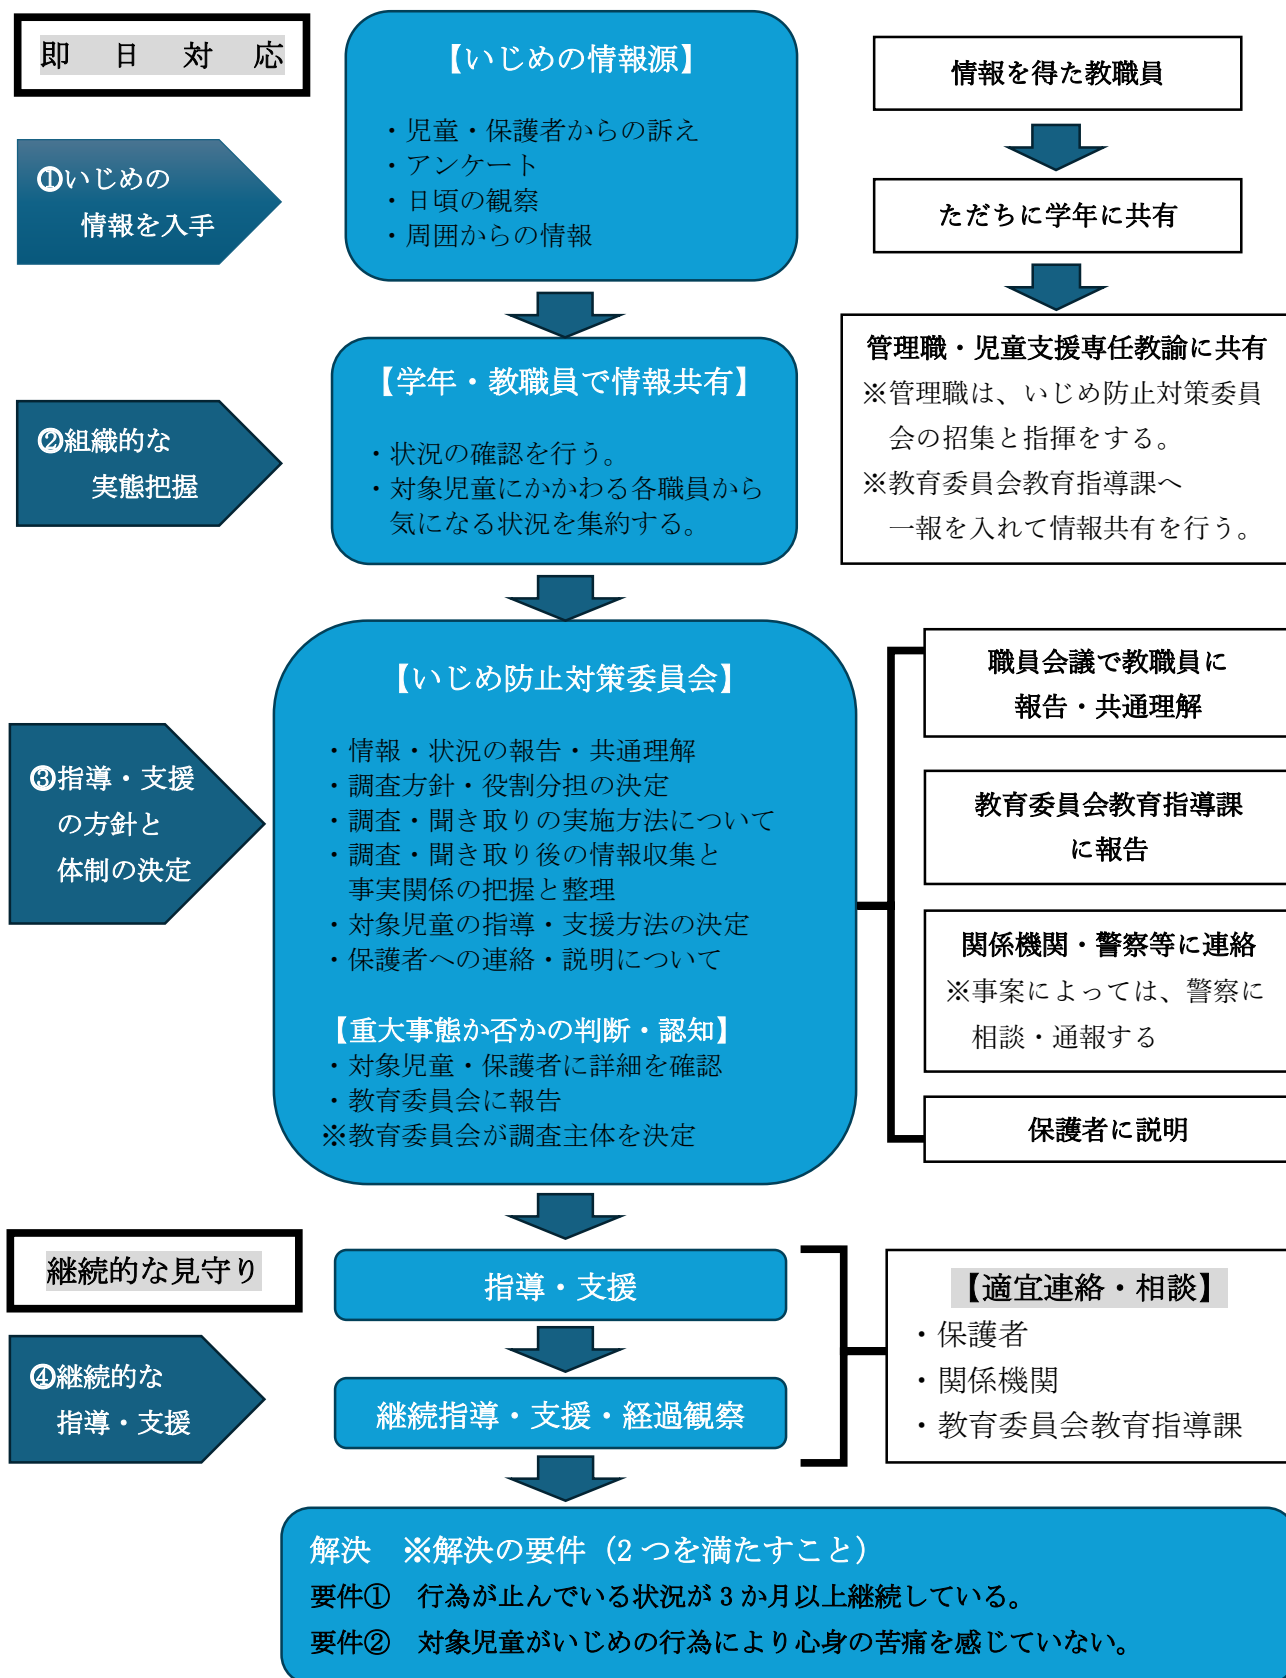 即　日　対　応
❶いじめの
情報を入手
【いじめの情報源】
・児童・保護者からの訴え
・アンケート
・日頃の観察
・周囲からの情報
情報を得た教職員
ただちに学年に共有
管理職・児童支援専任教諭に共有
※管理職は、いじめ防止対策委員
会の招集と指揮をする。
※教育委員会教育指導課へ
一報を入れて情報共有を行う。
❷組織的な
実態把握
【学年・教職員で情報共有】
・状況の確認を行う。
・対象児童にかかわる各職員から
気になる状況を集約する。
❸指導・支援
の方針と
体制の決定
【いじめ防止対策委員会】
・情報・状況の報告・共通理解
・調査方針・役割分担の決定
・調査・聞き取りの実施方法について
・調査・聞き取り後の情報収集と
事実関係の把握と整理
・対象児童の指導・支援方法の決定
・保護者への連絡・説明について
【重大事態か否かの判断・認知】
・対象児童・保護者に詳細を確認
・教育委員会に報告
※教育委員会が調査主体を決定
職員会議で教職員に
報告・共通理解
教育委員会教育指導課
に報告
関係機関・警察等に連絡
※事案によっては、警察に
相談・通報する
保護者に説明
継続的な見守り
❹継続的な
指導・支援
指導・支援
継続指導・支援・経過観察
【適宜連絡・相談】
・保護者
・関係機関
・教育委員会教育指導課
解決　※解決の要件（2 つを満たすこと）
要件①　行為が止んでいる状況が 3 か月以上継続している。
要件②　対象児童がいじめの行為により心身の苦痛を感じていない。